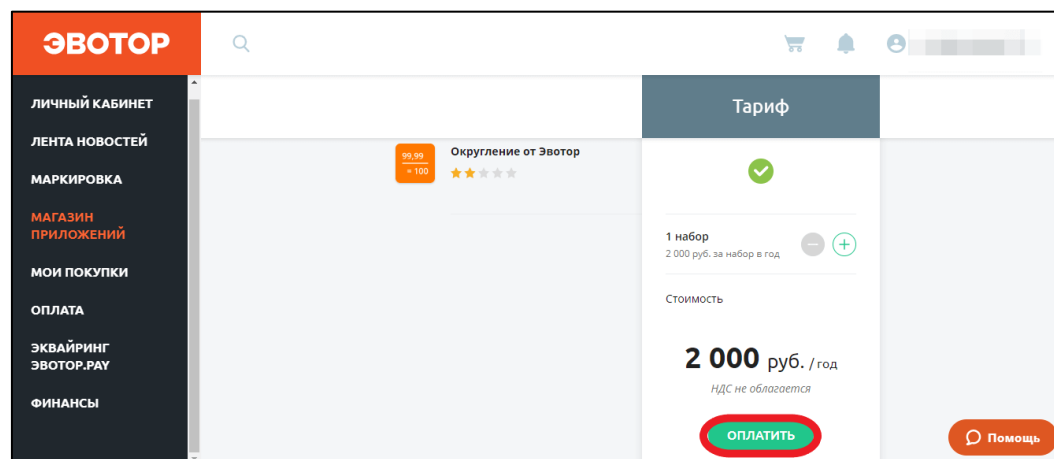 ЭВОТОР
ЛИЧНЫЙ КАБИНЕТ
ЛЕНТА НОВОСТЕЙ
МАРКИРОВКА
МАГАЗИН
ПРИЛОЖЕНИЙ
МОИ ПОКУПКИ
ОПЛАТА
ЭКВАЙРИНГ
ЭВОТОР.PAY
ФИНАНСЫ
Тариф
99,99
≈ 100
Округление от Эвотор
1 набор
2 000 руб. за набор в год
Стоимость
2 000 руб. / год
НДС не облагается
ОПЛАТИТЬ
Помощь